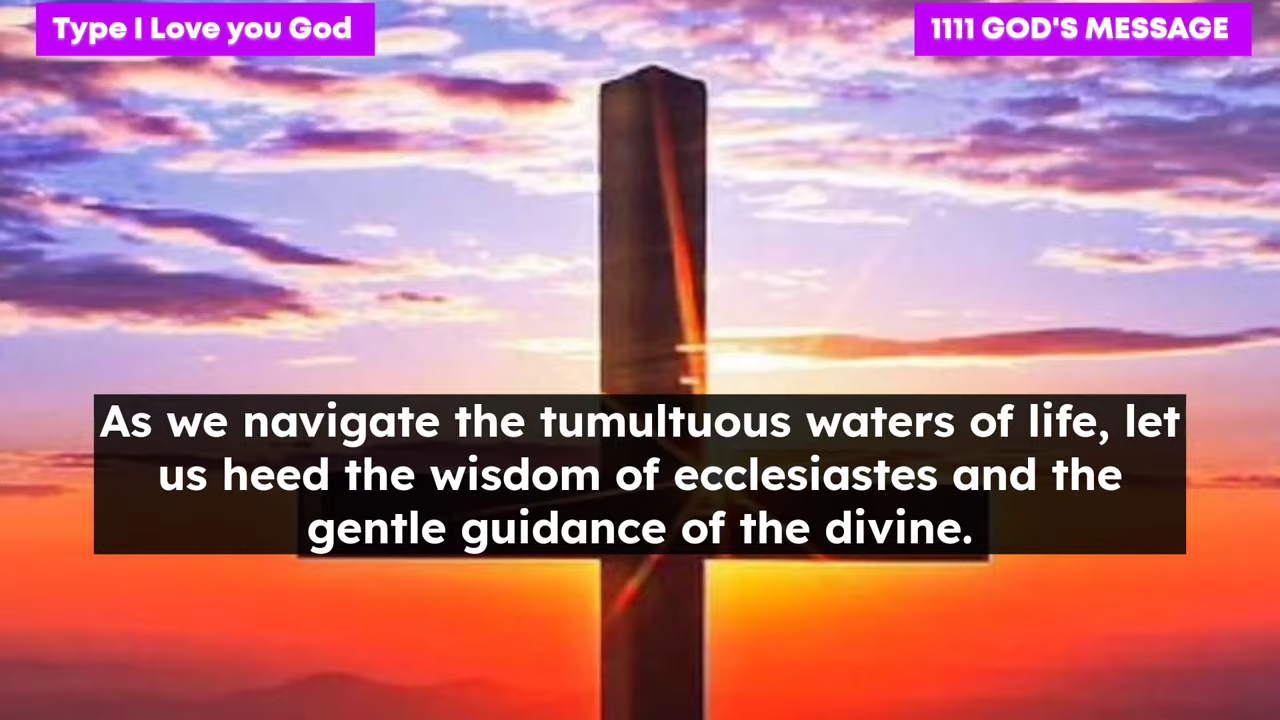 Type I Love you God
1111 GOD'S MESSAGE
As we navigate the tumultuous waters of life, let
us heed the wisdom of ecclesiastes and the
gentle guidance of the divine.